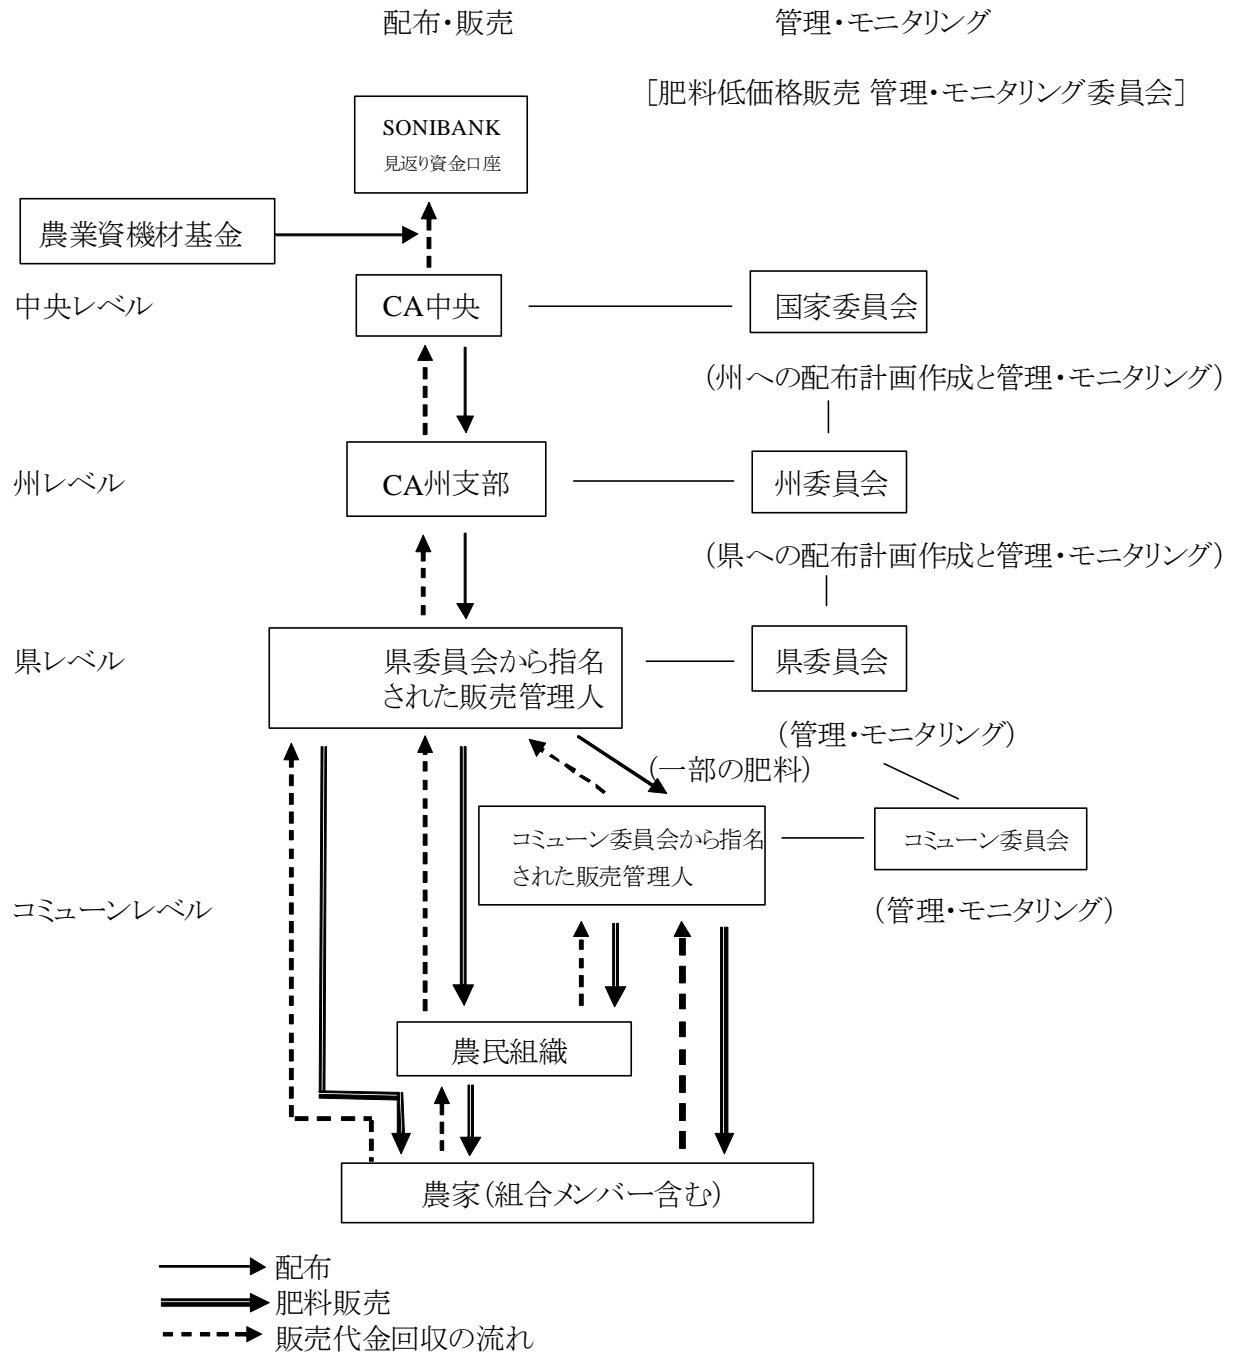 配布・販売
管理・モニタリング
［肥料低価格販売 管理・モニタリング委員会］
SONIBANK
見返り資金口座
農業資機材基金
中央レベル
CA中央
国家委員会
（州への配布計画作成と管理・モニタリング）
州レベル
CA州支部
州委員会
（県への配布計画作成と管理・モニタリング）
県レベル
県委員会から指名
された販売管理人
県委員会
（管理・モニタリング）
（一部の肥料）
コミューン委員会から指名
された販売管理人
コミューン委員会
コミューンレベル
（管理・モニタリング）
農民組織
農家（組合メンバー含む）
配布
肥料販売
販売代金回収の流れ